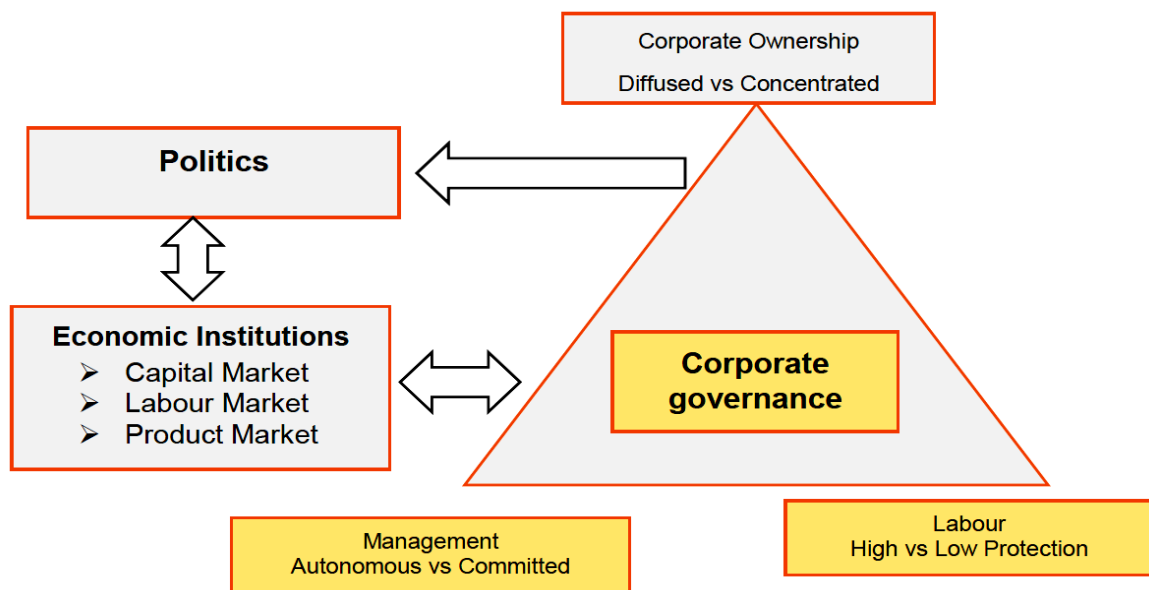 Corporate Ownership
Diffused vs Concentrated
Politics
Economic Institutions
➢ Capital Market
➢ Labour Market
➢ Product Market
Corporate
governance
Management
Autonomous vs Committed
Labour
High vs Low Protection